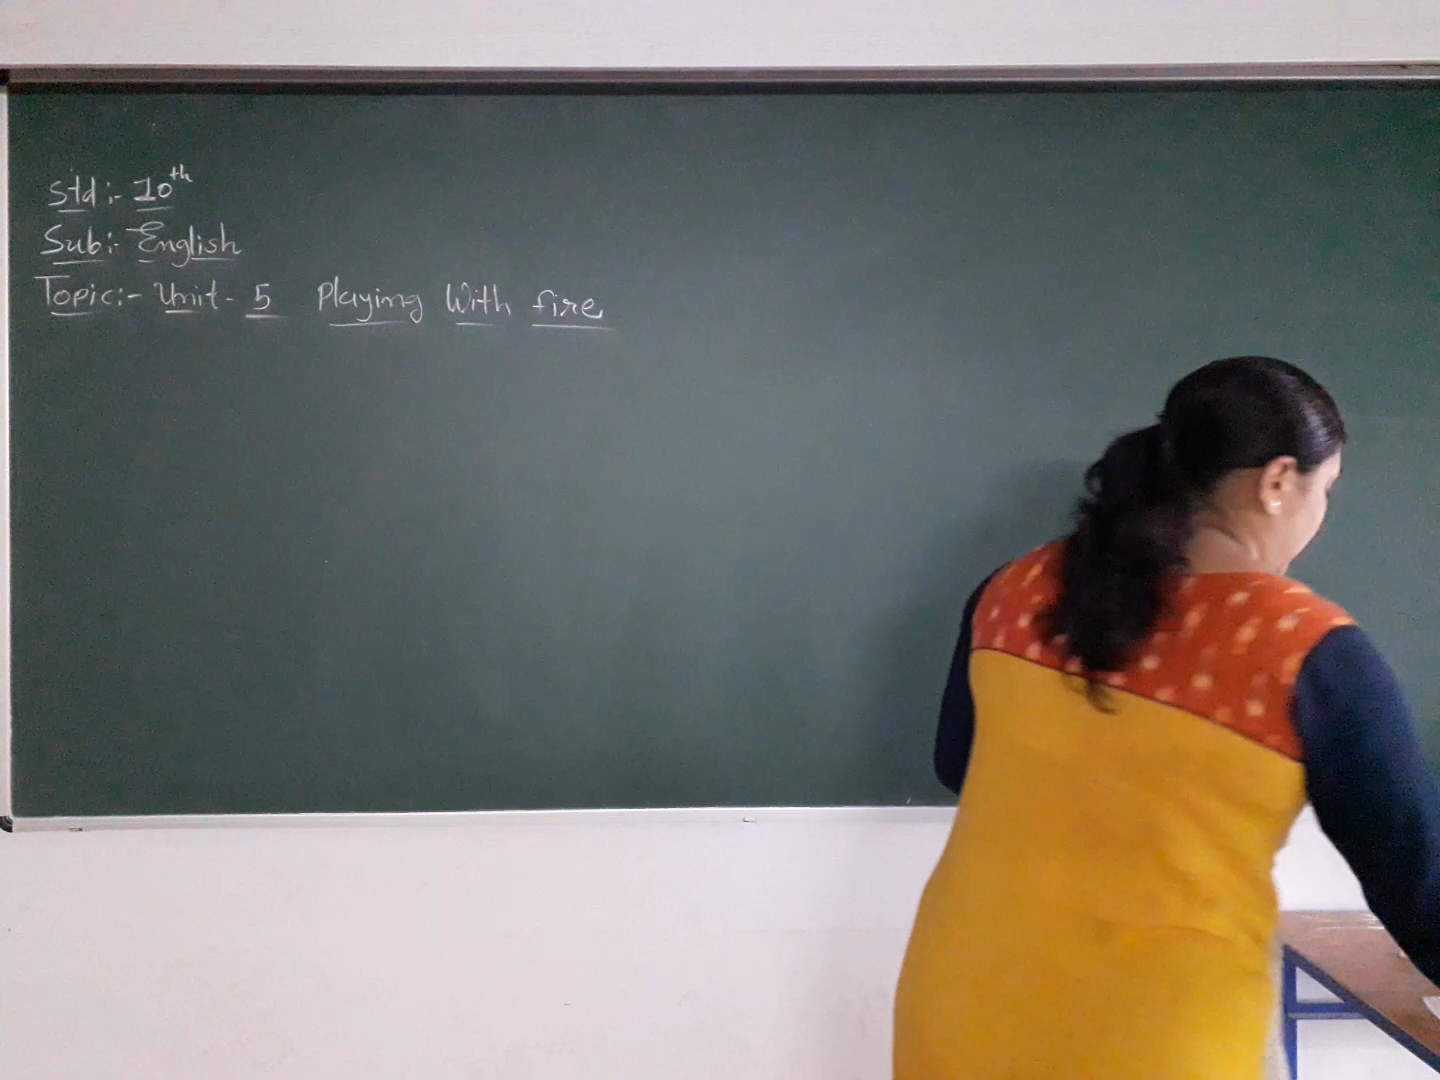 Std:- 10th
Sub:- English
Topic:- Unit- 5 Playing With fire